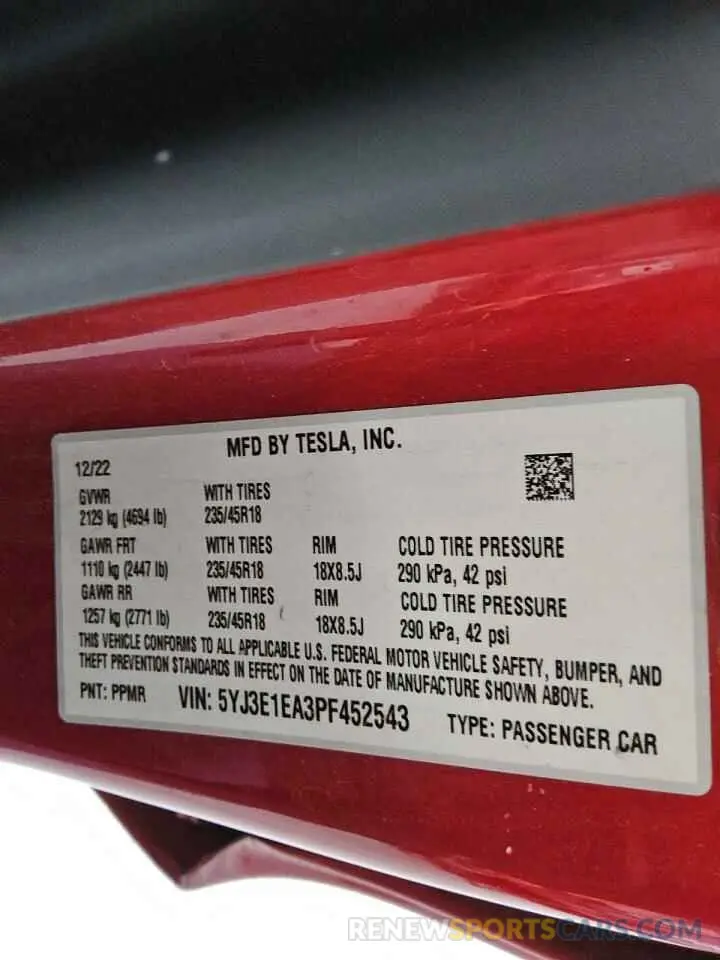 MFD BY TESLA, INC.
12/22
GVWR WITH TIRES
2129 kg (4694 lb) 235/45R18
GAWR FRT WITH TIRES RIM COLD TIRE PRESSURE
1110 kg (2447 lb) 235/45R18 18X8.5J 290 kPa, 42 psi
GAWR RR WITH TIRES RIM COLD TIRE PRESSURE
1257 kg (2771 lb) 235/45R18 18X8.5J 290 kPa, 42 psi
THIS VEHICLE CONFORMS TO ALL APPLICABLE U.S. FEDERAL MOTOR VEHICLE SAFETY, BUMPER, AND
THEFT PREVENTION STANDARDS IN EFFECT ON THE DATE OF MANUFACTURE SHOWN ABOVE.
PNT: PPMR VIN: 5YJ3E1EA3PF452543 TYPE: PASSENGER CAR
RENEWSPORTSCARS.COM